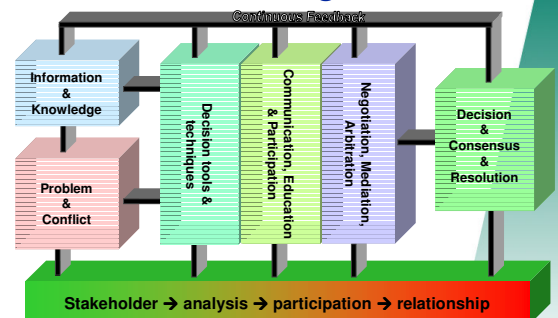 Continuous Feedback
Information
&
Knowledge
Problem
&
Conflict
Decision tools &
techniques
Communication, Education
& Participation
Negotiation, Mediation,
Arbitration
Decision
&
Consensus
&
Resolution
Stakeholder → analysis → participation → relationship